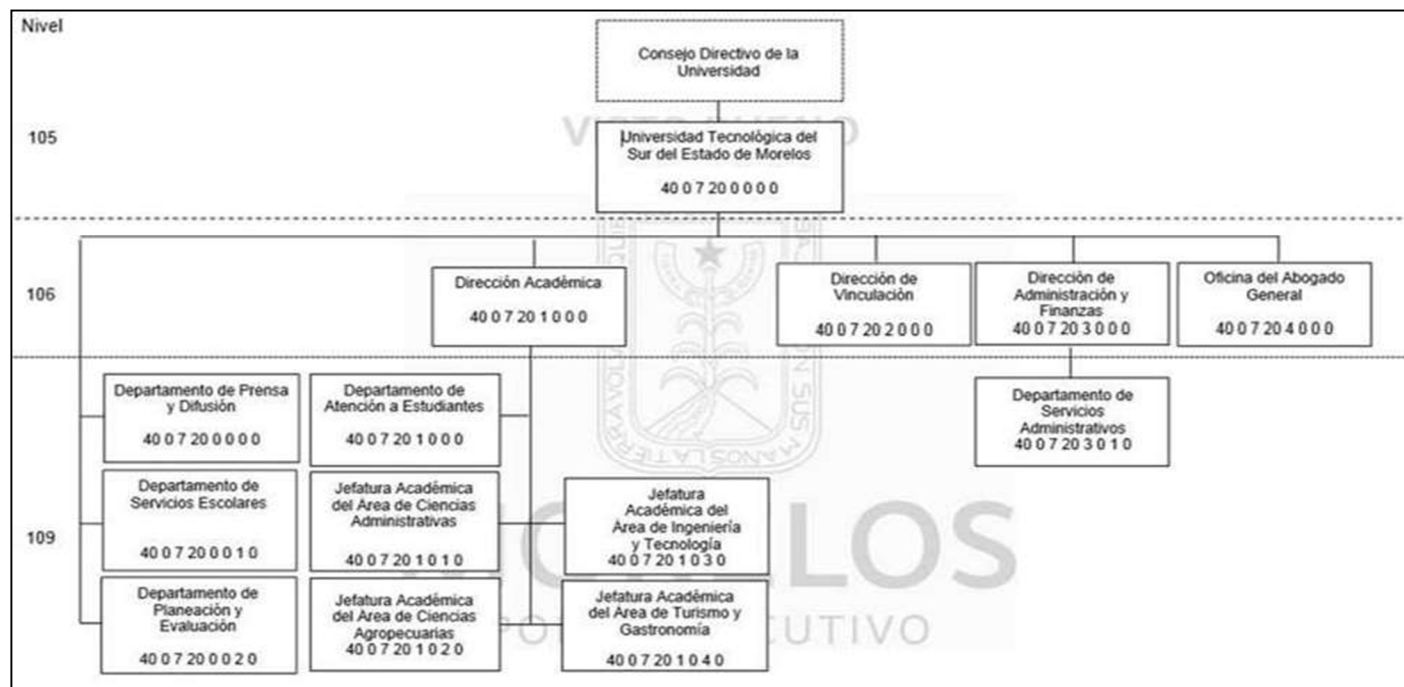 Nivel
Consejo Directivo de la
Universidad
105
Universidad Tecnológica del
Sur del Estado de Morelos
40 0 7 20 0 0 0 0
106
Dirección Académica
40 0 7 20 1 0 0 0
Dirección de
Vinculación
40 0 7 20 2 0 0 0
Dirección de
Administración y
Finanzas
40 0 7 20 3 0 0 0
Oficina del Abogado
General
40 0 7 20 4 0 0 0
109
Departamento de Prensa
y Difusión
40 0 7 20 0 0 0 0
Departamento de
Atención a Estudiantes
40 0 7 20 1 0 0 0
Departamento de
Servicios
Administrativos
40 0 7 20 3 0 1 0
Departamento de
Servicios Escolares
40 0 7 20 0 0 1 0
Jefatura Académica
del Área de Ciencias
Administrativas
40 0 7 20 1 0 1 0
Jefatura
Académica del
Área de Ingeniería
y Tecnología
40 0 7 20 1 0 3 0
Departamento de
Planeación y
Evaluación
40 0 7 20 0 0 2 0
Jefatura Académica
del Área de Ciencias
Agropecuarias
40 0 7 20 1 0 2 0
Jefatura Académica
del Área de Turismo y
Gastronomía
40 0 7 20 1 0 4 0